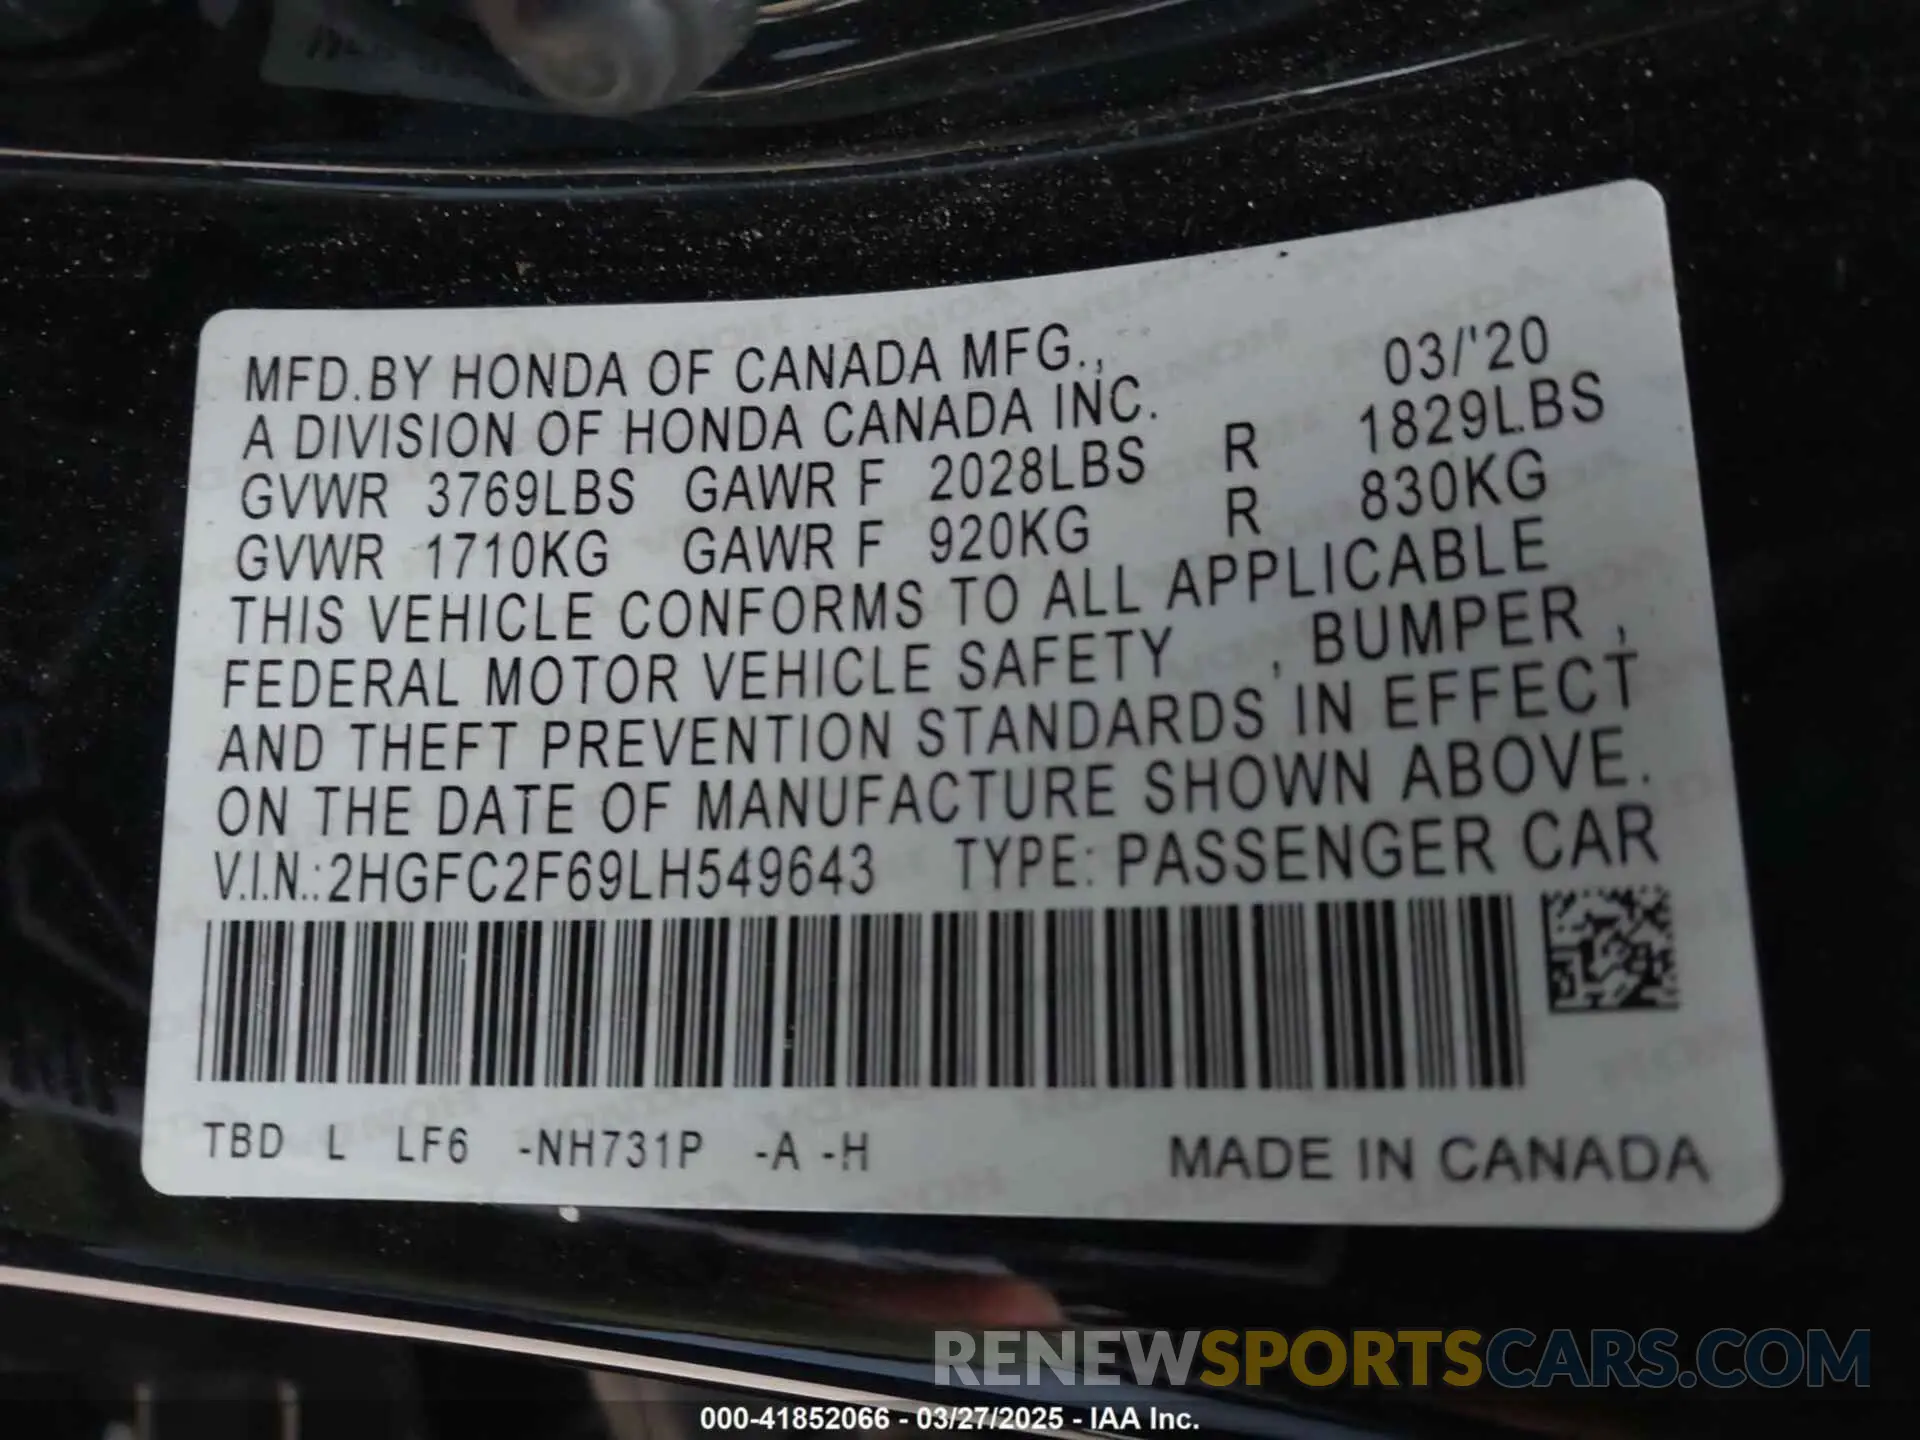 MFD.BY HONDA OF CANADA MFG., 03/'20
A DIVISION OF HONDA CANADA INC.
GVWR 3769LBS GAWR F 2028LBS R 1829LBS
GVWR 1710KG GAWR F 920KG R 830KG
THIS VEHICLE CONFORMS TO ALL APPLICABLE
FEDERAL MOTOR VEHICLE SAFETY , BUMPER ,
AND THEFT PREVENTION STANDARDS IN EFFECT
ON THE DATE OF MANUFACTURE SHOWN ABOVE.
V.I.N.:2HGFC2F69LH549643 TYPE: PASSENGER CAR
TBD L LF6 -NH731P -A -H MADE IN CANADA
RENEWSPORTSCARS.COM
000-41852066 - 03/27/2025 - IAA Inc.